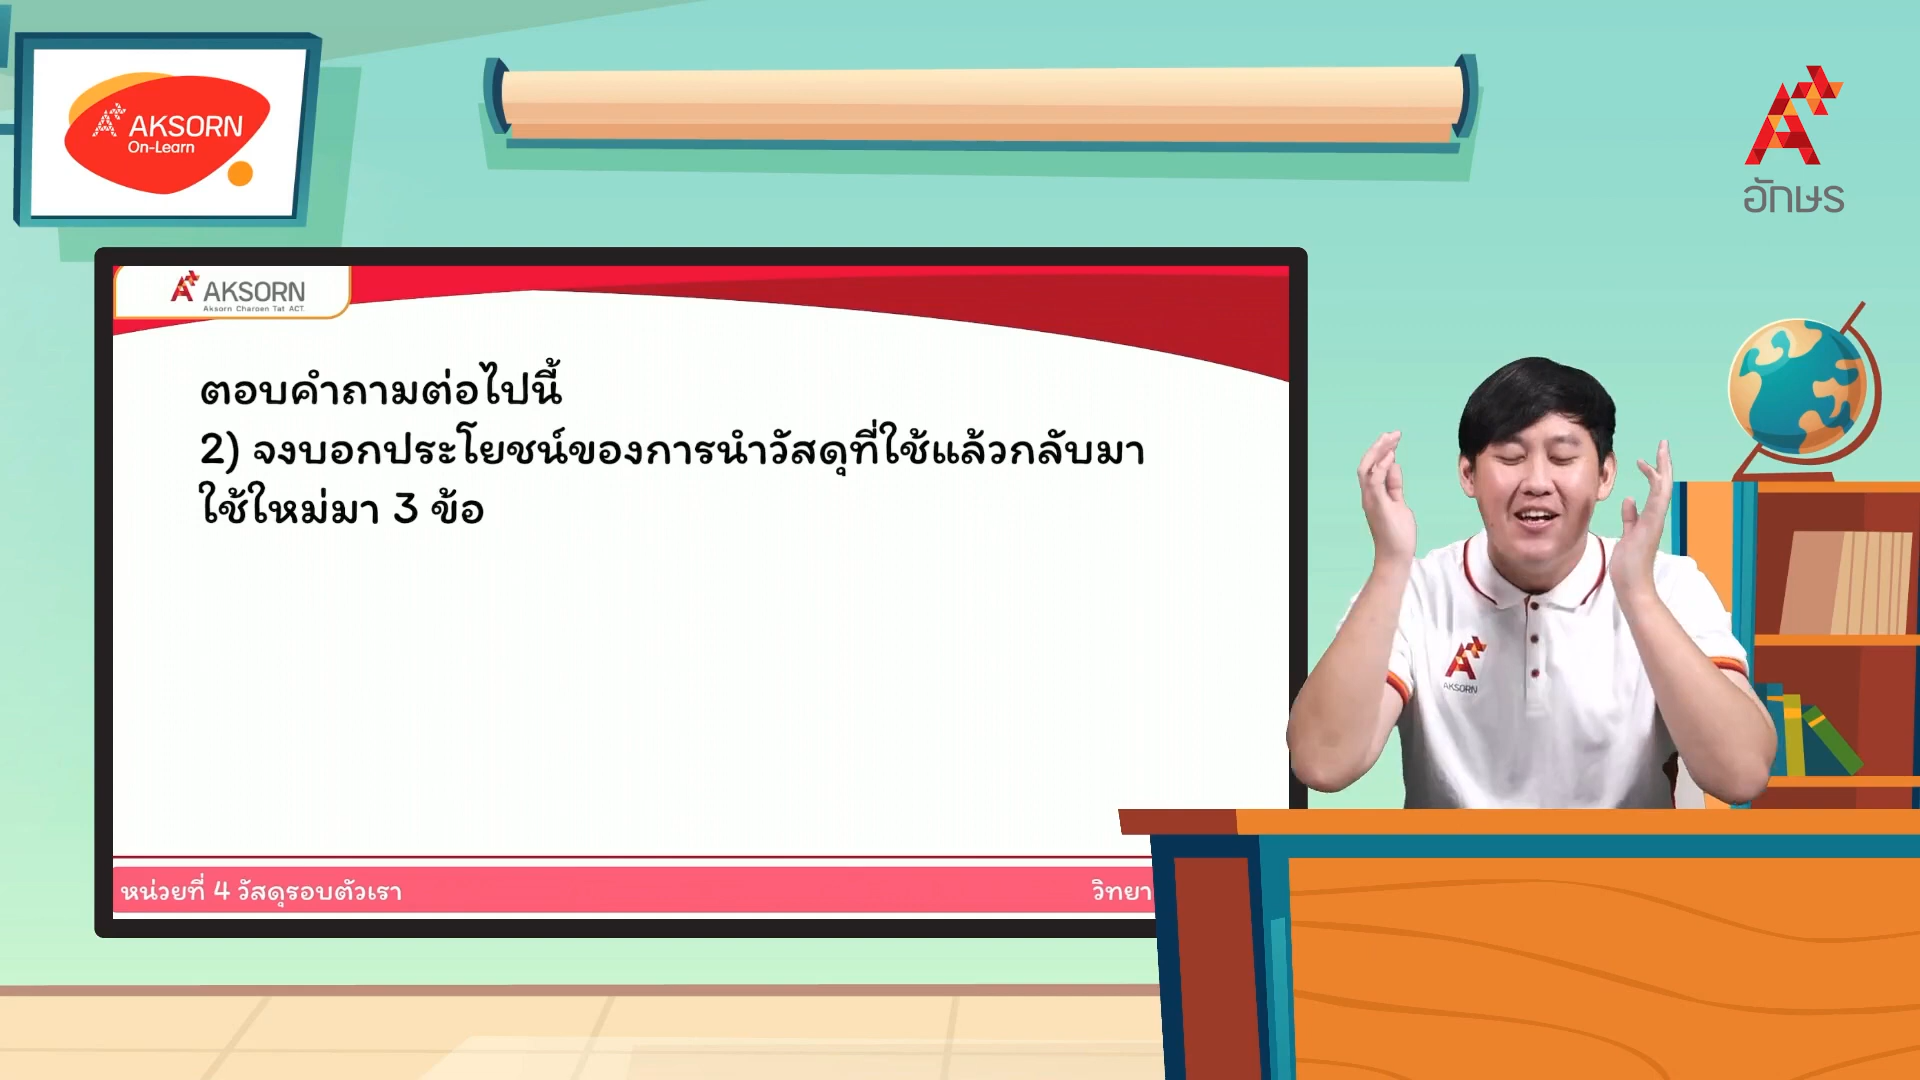 AKSORN
On-Learn
อักษร
AKSORN
Aksorn Charoen Tat ACT.
ตอบคำถามต่อไปนี้
2) จงบอกประโยชน์ของการนำวัสดุที่ใช้แล้วกลับมา
ใช้ใหม่มา 3 ข้อ
AKSORN
หน่วยที่ 4 วัสดุรอบตัวเรา
วิทยา